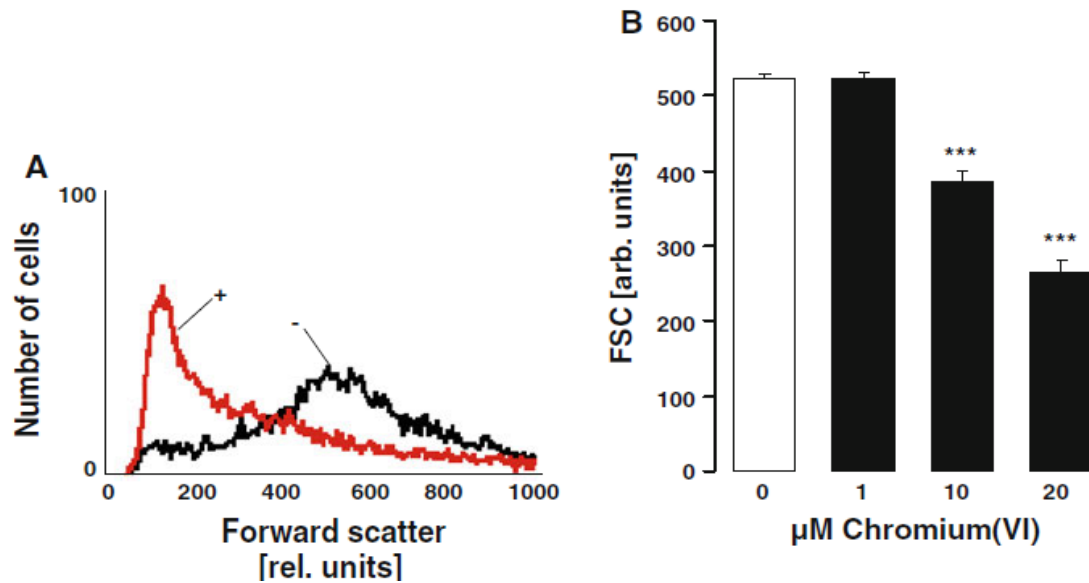 A
100
Number of cells
0
+
-
0 200 400 600 800 1000
Forward scatter
[rel. units]
B
600
500
400
300
200
100
0
FSC [arb. units]
***
***
0 1 10 20
µM Chromium(VI)